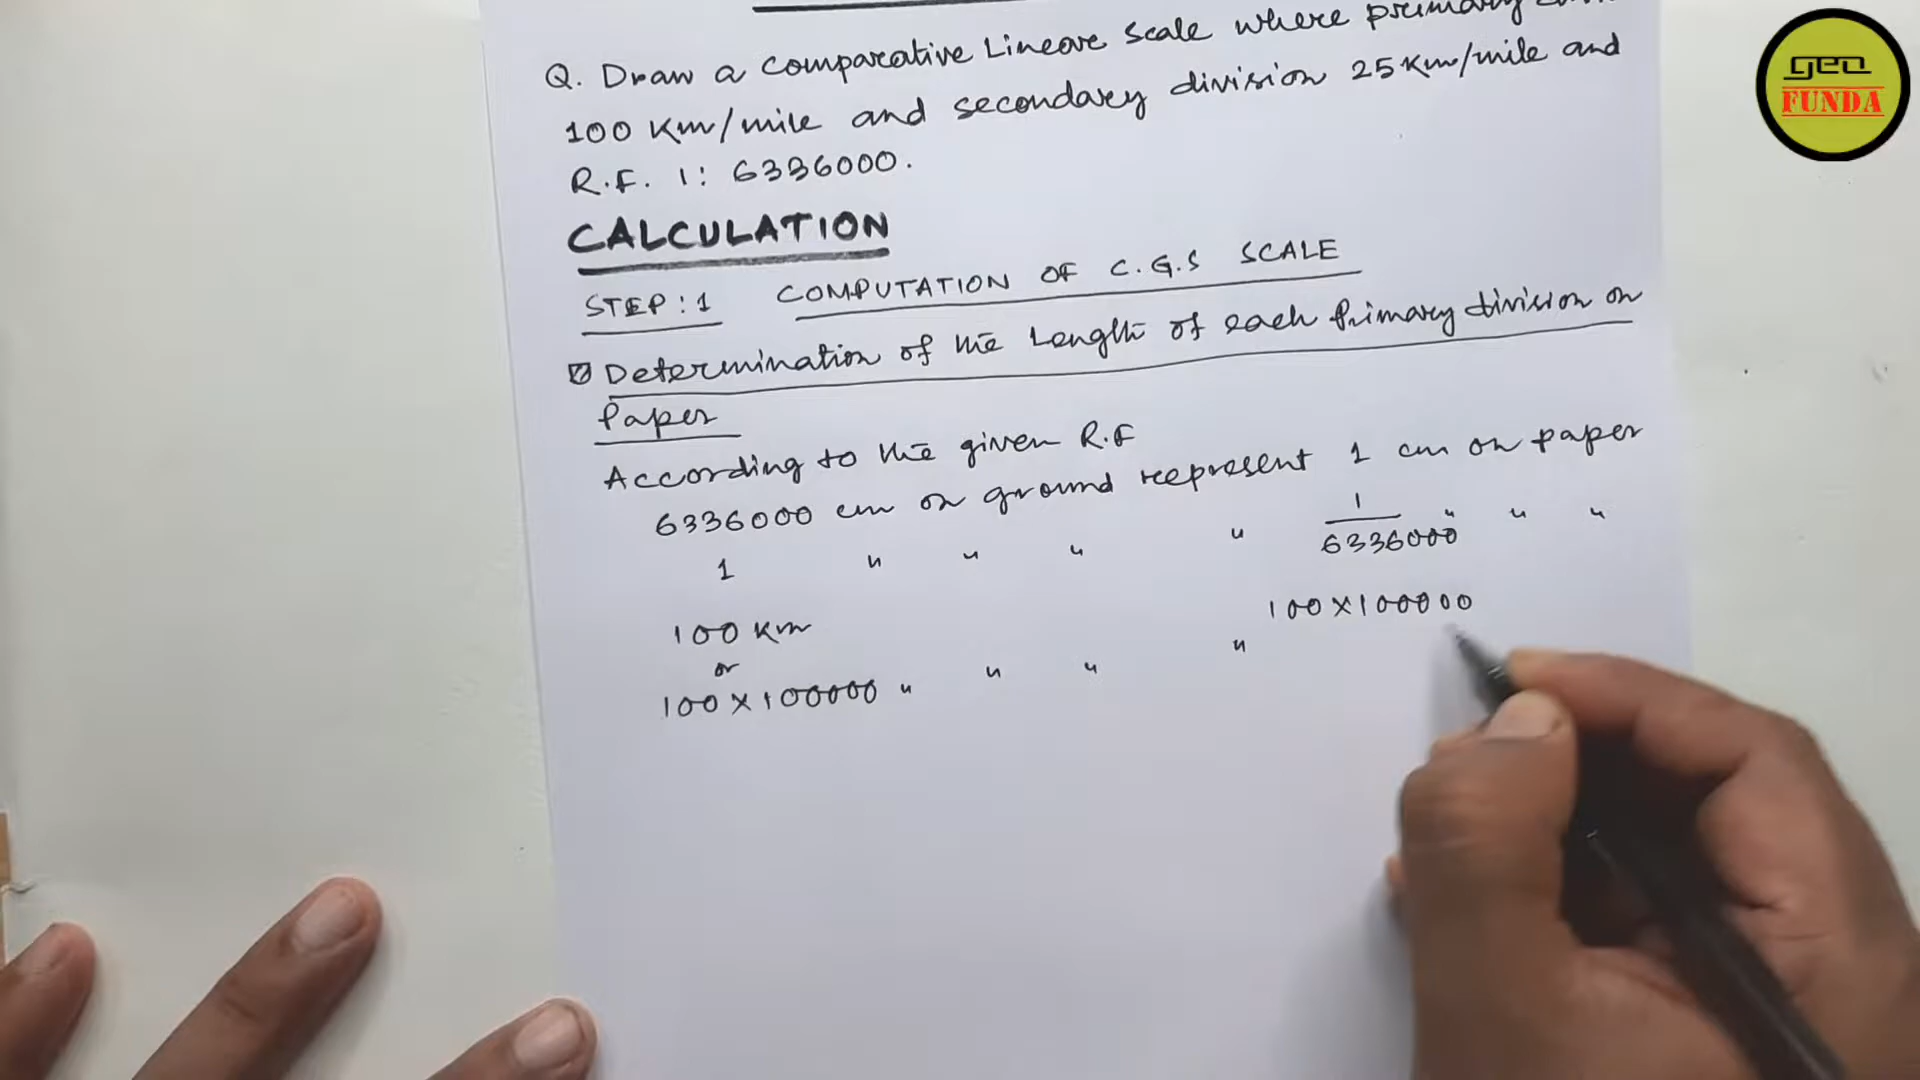 Q. Draw a comparative Lineare scale where primary
100 Km/mile and secondary division 25 Km/mile and
R.F. 1: 6336000.
CALCULATION
STEP:1 COMPUTATION OF C.G.S SCALE
Determination of the Length of each Primary division on
Paper
According to the given R.F
6336000 cm on ground represent 1 cm on paper
1 " " " " 1/6336000 " " "
100 Km
or
100×100000 " " " " 100×100000
geo
FUNDA